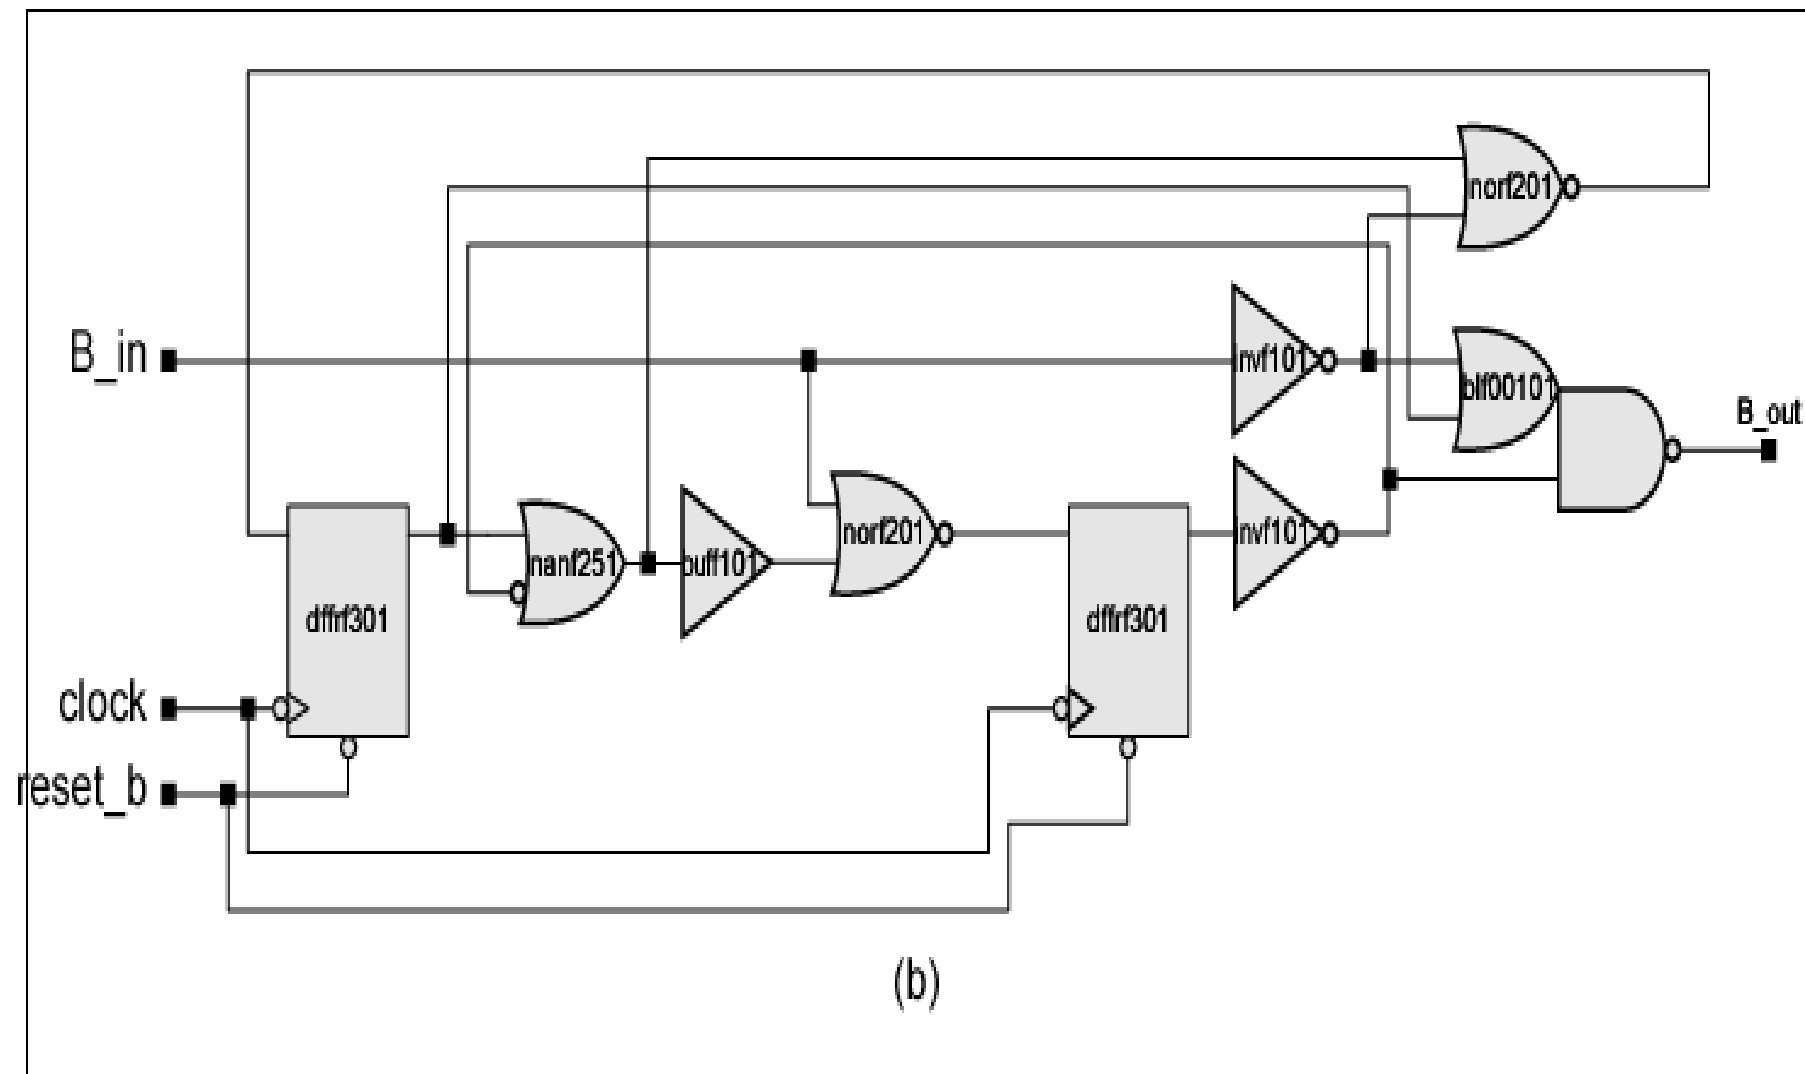 norf201
B_in
invf101
blf00101
B_out
nanf251
buff101
norf201
invf101
dffrf301
dffrf301
clock
reset_b
(b)